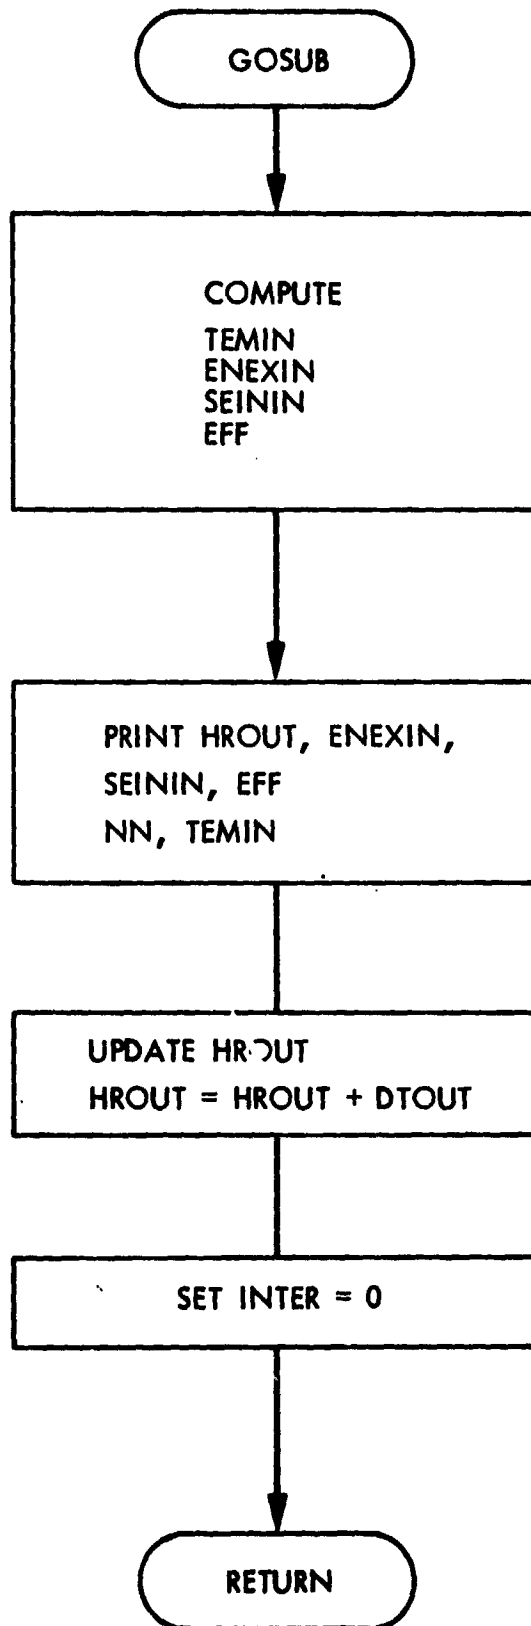 GOSUB
COMPUTE
TEMIN
ENEXIN
SEININ
EFF
PRINT HROUT, ENEXIN,
SEININ, EFF
NN, TEMIN
UPDATE HROUT
HROUT = HROUT + DTOUT
SET INTER = 0
RETURN